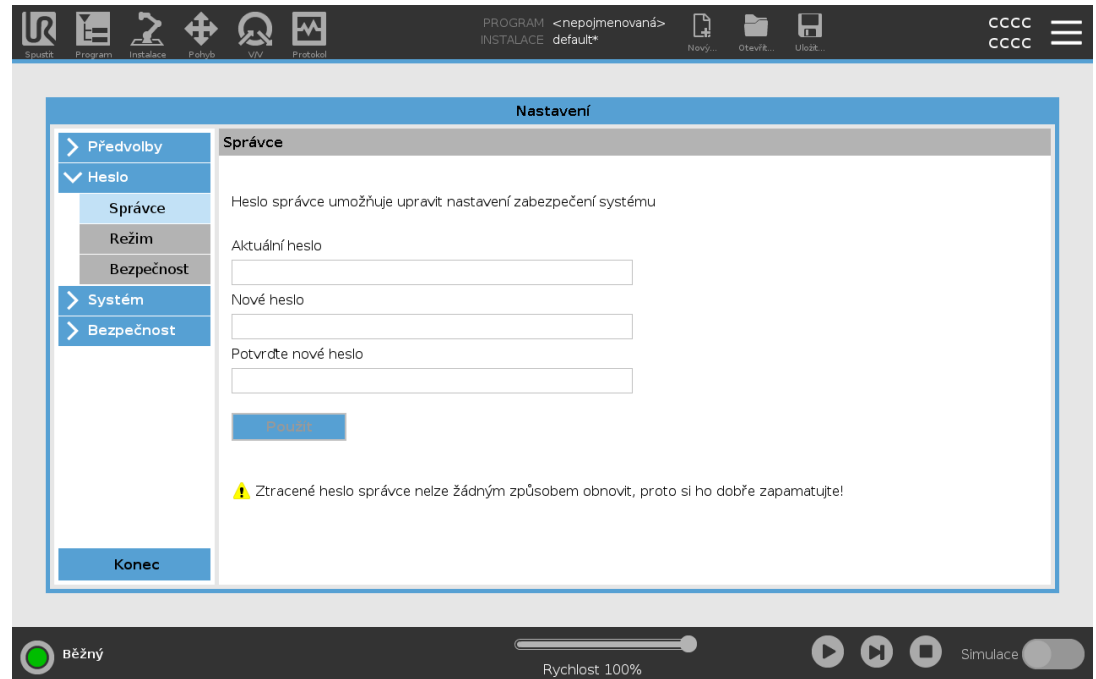 UR
Spustit
Program
Instalace
Pohyb
V/V
Protokol
PROGRAM <nepojmenovaná>
INSTALACE default*
Nový...
Otevřít...
Uložit...
CCCC
CCCC
Nastavení
Předvolby
Heslo
Správce
Režim
Bezpečnost
Systém
Bezpečnost
Konec
Správce
Heslo správce umožňuje upravit nastavení zabezpečení systému
Aktuální heslo
Nové heslo
Potvrďte nové heslo
Použít
Ztracené heslo správce nelze žádným způsobem obnovit, proto si ho dobře zapamatujte!
Běžný
Rychlost 100%
Simulace